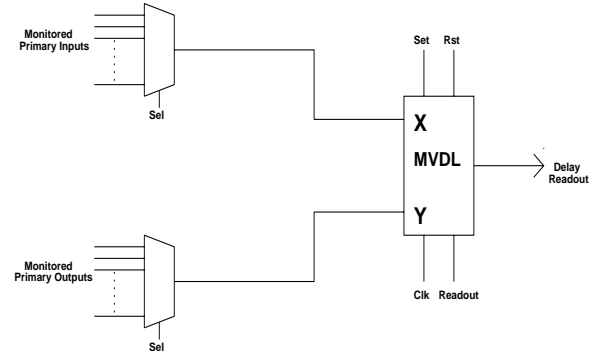 Monitored
Primary Inputs
Sel
Set Rst
X
MVDL
Y
Delay
Readout
Clk Readout
Monitored
Primary Outputs
Sel